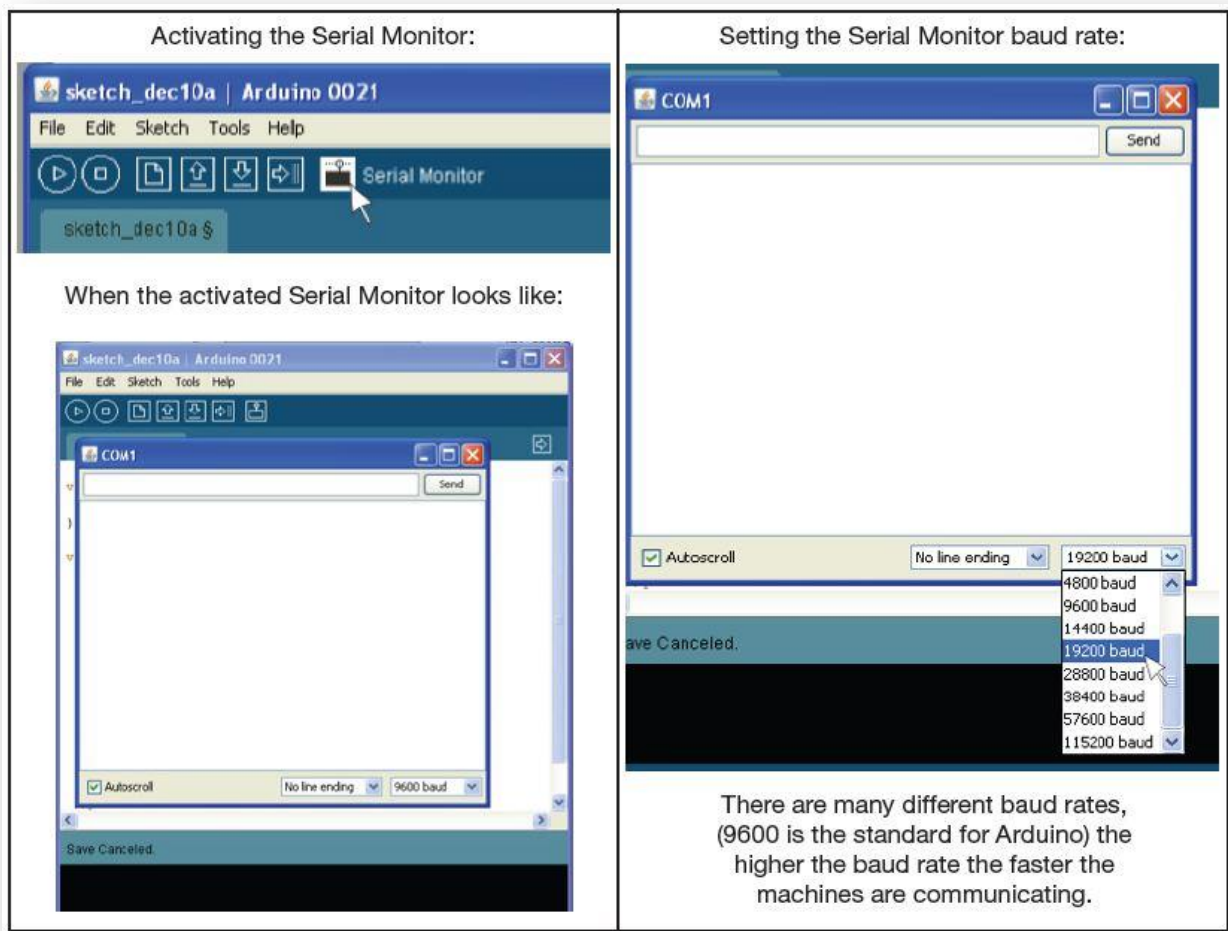 Activating the Serial Monitor:
sketch_dec10a | Arduino 0021
File Edit Sketch Tools Help
Serial Monitor
sketch_dec10a §
When the activated Serial Monitor looks like:
sketch_dec10a | Arduino 0021
File Edit Sketch Tools Help
COM1
Send
)
Autoscroll
No line ending
9600 baud
Save Canceled.
Setting the Serial Monitor baud rate:
COM1
Send
Autoscroll
No line ending
19200 baud
4800 baud
9600 baud
14400 baud
19200 baud
28800 baud
38400 baud
57600 baud
115200 baud
ave Canceled.
There are many different baud rates,
(9600 is the standard for Arduino) the
higher the baud rate the faster the
machines are communicating.